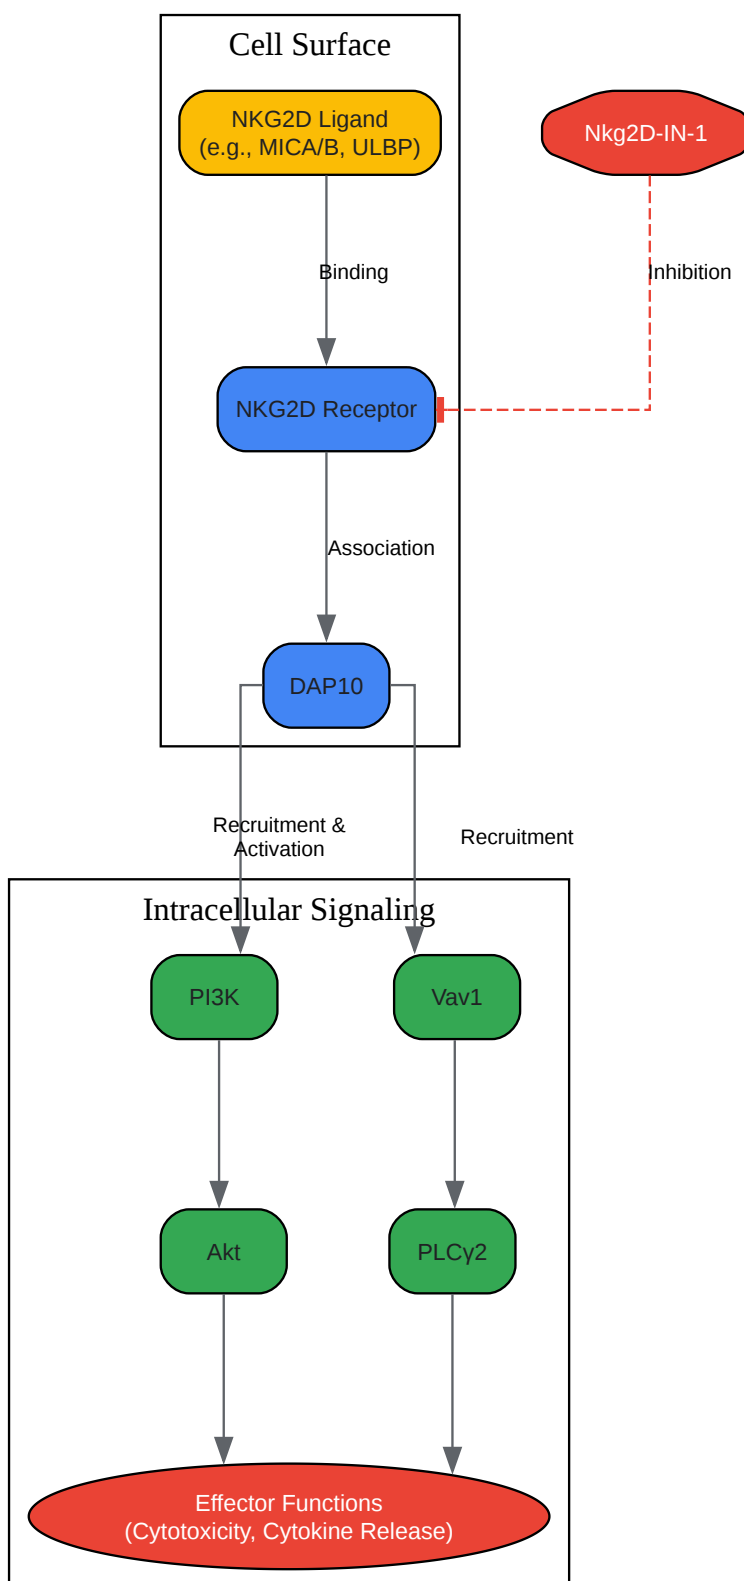 Cell Surface
NKG2D Ligand
(e.g., MICA/B, ULBP)
Nkg2D-IN-1
Binding
Inhibition
NKG2D Receptor
Association
DAP10
Recruitment &
Activation
Recruitment
Intracellular Signaling
PI3K
Vav1
Akt
PLCγ2
Effector Functions
(Cytotoxicity, Cytokine Release)